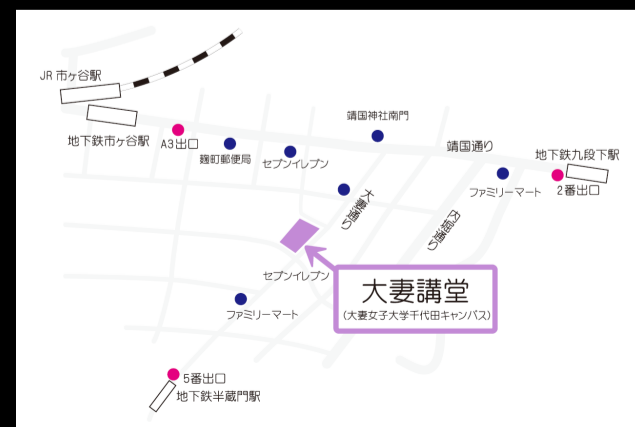 JR 市ヶ谷駅
地下鉄市ヶ谷駅
A3出口
麹町郵便局
セブンイレブン
靖国神社南門
靖国通り
地下鉄九段下駅
ファミリーマート
2番出口
大妻通り
内堀通り
セブンイレブン
大妻講堂
(大妻女子大学千代田キャンパス)
ファミリーマート
5番出口
地下鉄半蔵門駅